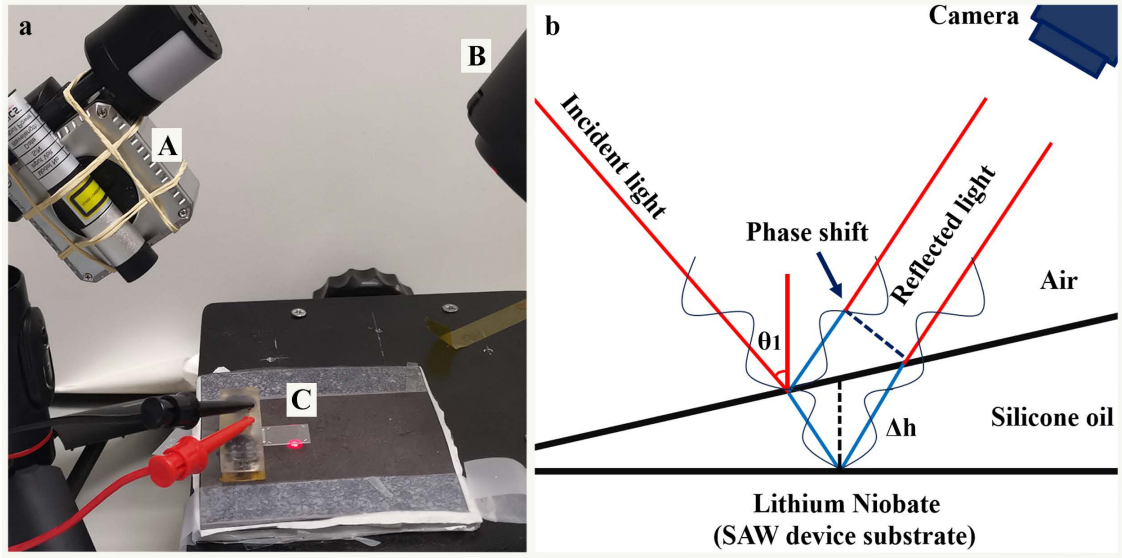 a
A
B
C
b
Camera
Incident light
Phase shift
Reflected light
Air
θ1
Δh
Silicone oil
Lithium Niobate
(SAW device substrate)